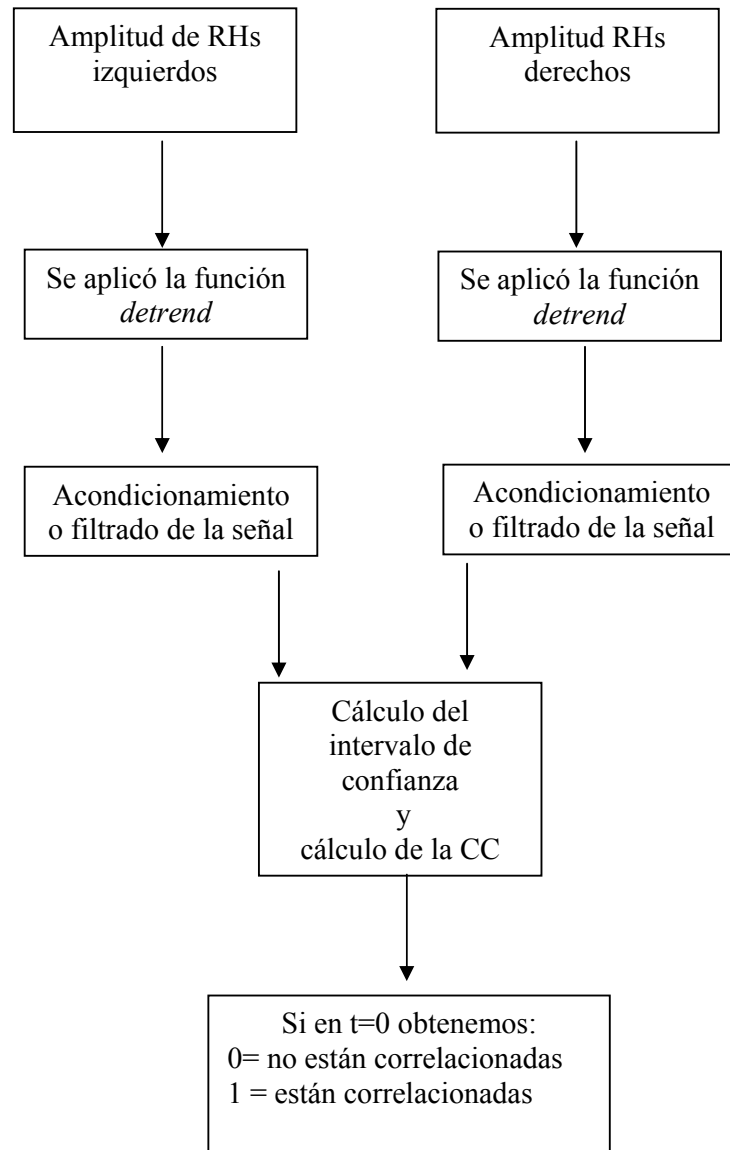 Amplitud de RHs
izquierdos
Amplitud RHs
derechos
Se aplicó la función
detrend
Se aplicó la función
detrend
Acondicionamiento
o filtrado de la señal
Acondicionamiento
o filtrado de la señal
Cálculo del
intervalo de
confianza
y
cálculo de la CC
Si en t=0 obtenemos:
0= no están correlacionadas
1 = están correlacionadas